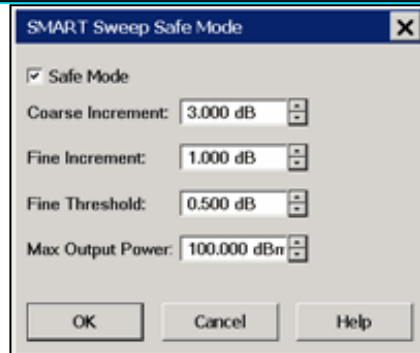 SMART Sweep Safe Mode
Safe Mode
Coarse Increment: 3.000 dB
Fine Increment: 1.000 dB
Fine Threshold: 0.500 dB
Max Output Power: 100.000 dBm
OK Cancel Help